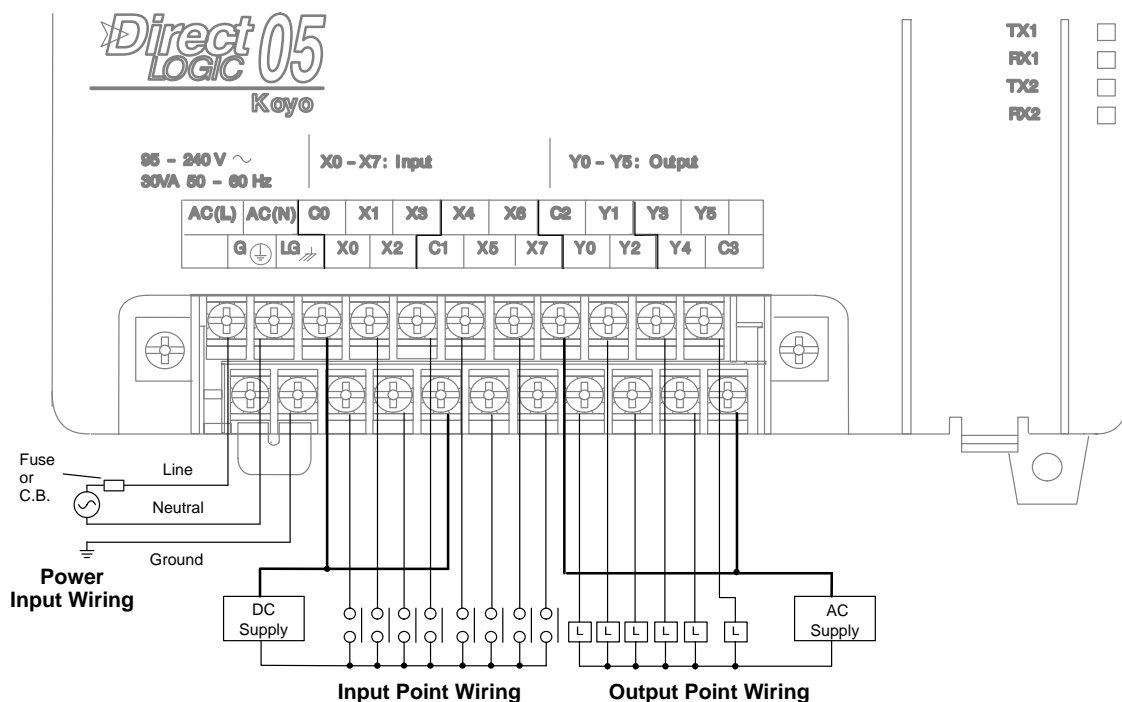 Direct LOGIC 05
Koyo
TX1
RX1
TX2
RX2
95 - 240 V ~
30VA 50 - 60 Hz
X0 - X7: Input
Y0 - Y5: Output
AC(L) AC(N) C0 X1 X3 X4 X6 C2 Y1 Y3 Y5
G LG X0 X2 C1 X5 X7 Y0 Y2 Y4 C3
Fuse
or
C.B.
Line
Neutral
Ground
Power
Input Wiring
DC
Supply
L L L L L L
AC
Supply
Input Point Wiring
Output Point Wiring